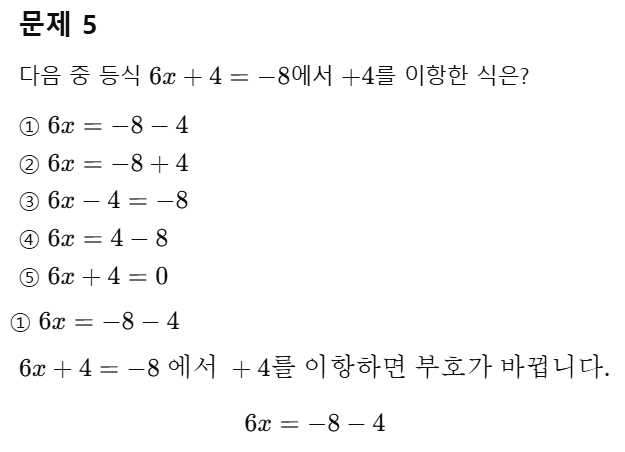 문제 5
다음 중 등식 6x + 4 = −8에서 +4를 이항한 식은?
① 6x = −8 − 4
② 6x = −8 + 4
③ 6x − 4 = −8
④ 6x = 4 − 8
⑤ 6x + 4 = 0
① 6x = −8 − 4
6x + 4 = −8 에서 + 4를 이항하면 부호가 바뀝니다.
6x = −8 − 4